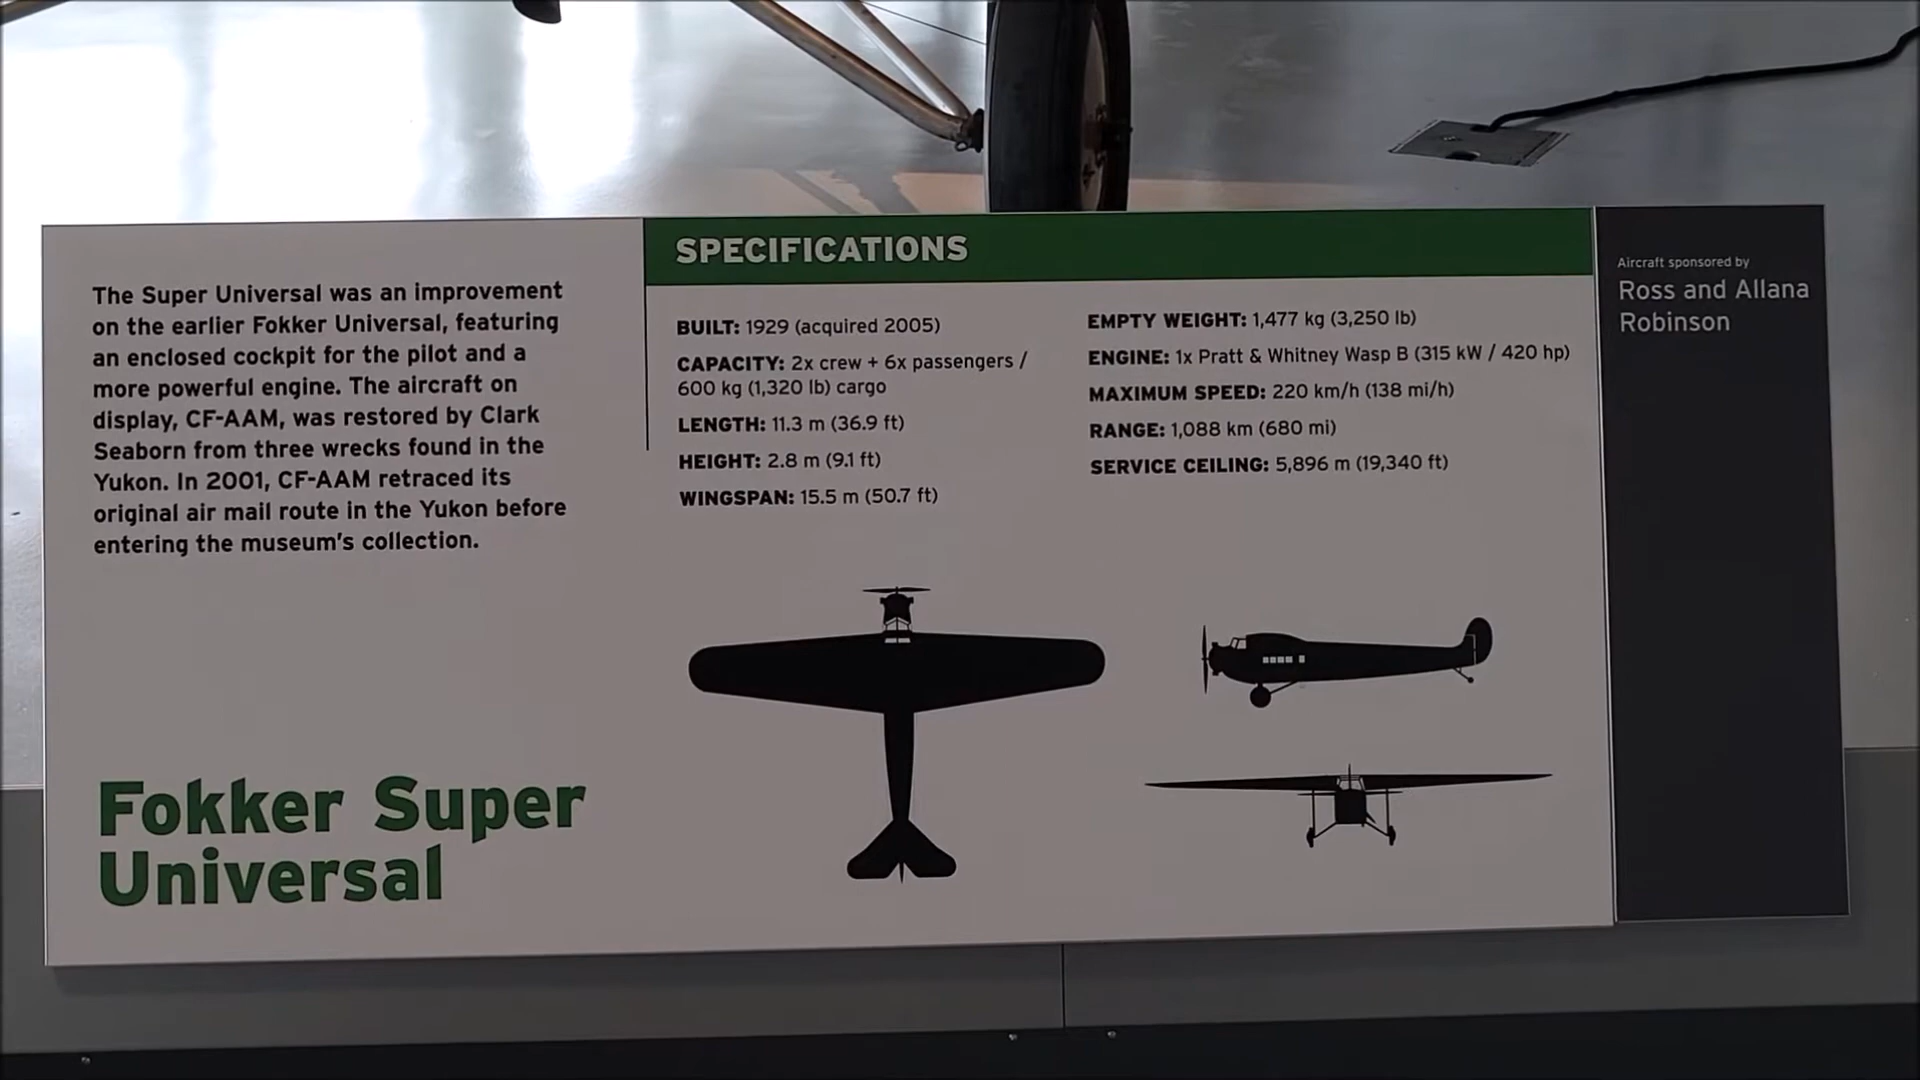 The Super Universal was an improvement
on the earlier Fokker Universal, featuring
an enclosed cockpit for the pilot and a
more powerful engine. The aircraft on
display, CF-AAM, was restored by Clark
Seaborn from three wrecks found in the
Yukon. In 2001, CF-AAM retraced its
original air mail route in the Yukon before
entering the museum's collection.
Fokker Super
Universal
SPECIFICATIONS
BUILT: 1929 (acquired 2005)
CAPACITY: 2x crew + 6x passengers /
600 kg (1,320 lb) cargo
LENGTH: 11.3 m (36.9 ft)
HEIGHT: 2.8 m (9.1 ft)
WINGSPAN: 15.5 m (50.7 ft)
EMPTY WEIGHT: 1,477 kg (3,250 lb)
ENGINE: 1x Pratt & Whitney Wasp B (315 kW / 420 hp)
MAXIMUM SPEED: 220 km/h (138 mi/h)
RANGE: 1,088 km (680 mi)
SERVICE CEILING: 5,896 m (19,340 ft)
Aircraft sponsored by
Ross and Allana
Robinson